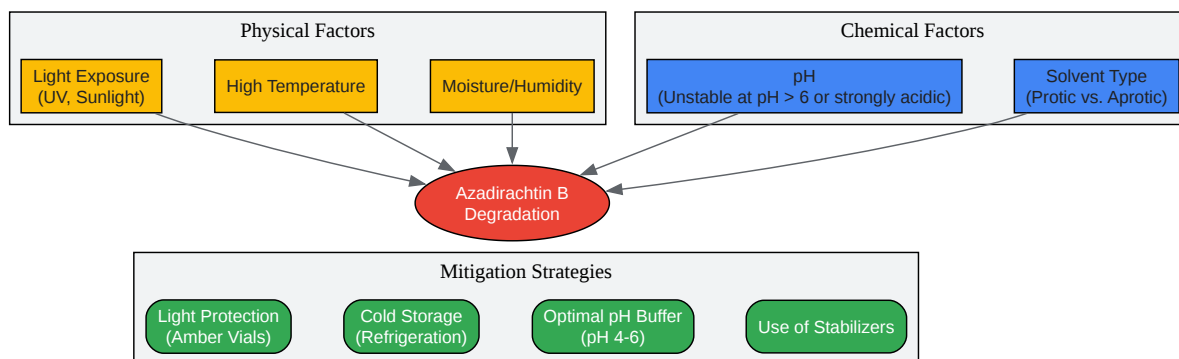 Physical Factors
Chemical Factors
Light Exposure
(UV, Sunlight)
High Temperature
Moisture/Humidity
pH
(Unstable at pH > 6 or strongly acidic)
Solvent Type
(Protic vs. Aprotic)
Azadirachtin B
Degradation
Mitigation Strategies
Light Protection
(Amber Vials)
Cold Storage
(Refrigeration)
Optimal pH Buffer
(pH 4-6)
Use of Stabilizers